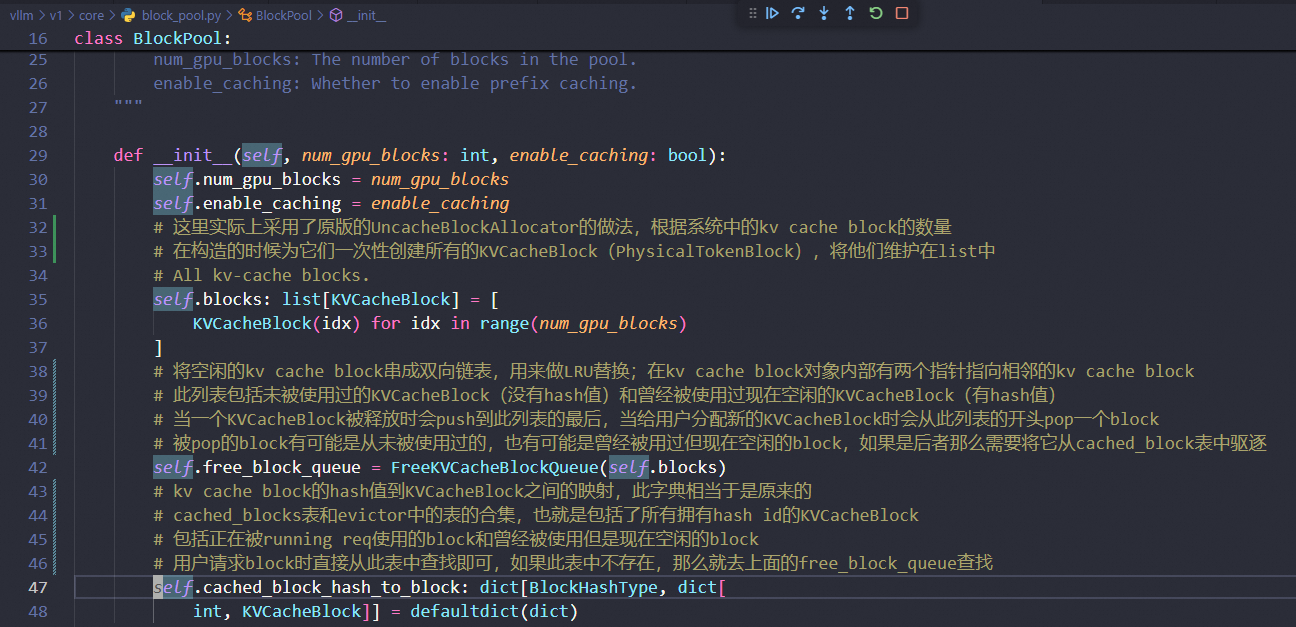 vllm > v1 > core > block_pool.py > BlockPool > __init__
16 class BlockPool:
25 num_gpu_blocks: The number of blocks in the pool.
26 enable_caching: Whether to enable prefix caching.
27 """
28
29 def __init__(self, num_gpu_blocks: int, enable_caching: bool):
30 self.num_gpu_blocks = num_gpu_blocks
31 self.enable_caching = enable_caching
32 # 这里实际上采用了原版的UncacheBlockAllocator的做法，根据系统中的kv cache block的数量
33 # 在构造的时候为它们一次性创建所有的KVCacheBlock（PhysicalTokenBlock），将他们维护在list中
34 # All kv-cache blocks.
35 self.blocks: list[KVCacheBlock] = [
36 KVCacheBlock(idx) for idx in range(num_gpu_blocks)
37 ]
38 # 将空闲的kv cache block串成双向链表，用来做LRU替换；在kv cache block对象内部有两个指针指向相邻的kv cache block
39 # 此列表包括未被使用过的KVCacheBlock（没有hash值）和曾经被使用过现在空闲的KVCacheBlock（有hash值）
40 # 当一个KVCacheBlock被释放时会push到此列表的最后，当给用户分配新的KVCacheBlock时会从此列表的开头pop一个block
41 # 被pop的block有可能是从未被使用过的，也有可能是曾经被用过但现在空闲的block，如果是后者那么需要将它从cached_block表中驱逐
42 self.free_block_queue = FreeKVCacheBlockQueue(self.blocks)
43 # kv cache block的hash值到KVCacheBlock之间的映射，此字典相当于是原来的
44 # cached_blocks表和evictor中的表的合集，也就是包括了所有拥有hash id的KVCacheBlock
45 # 包括正在被running req使用的block和曾经被使用但是现在空闲的block
46 # 用户请求block时直接从此表中查找即可，如果此表中不存在，那么就去上面的free_block_queue查找
47 self.cached_block_hash_to_block: dict[BlockHashType, dict[
48 int, KVCacheBlock]] = defaultdict(dict)